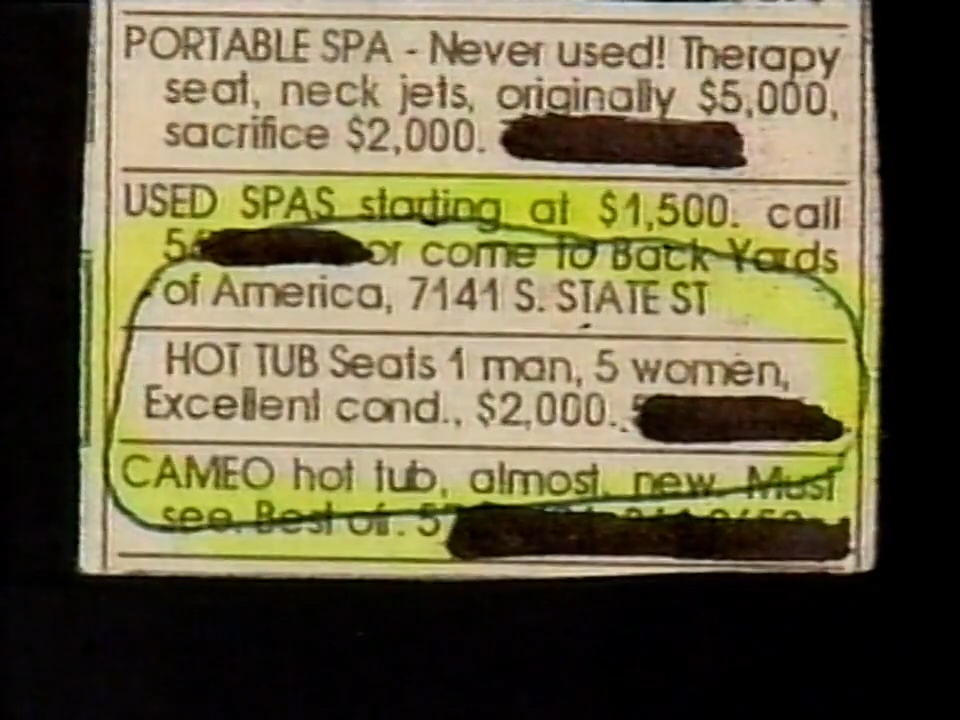 PORTABLE SPA - Never used! Therapy
seat, neck jets, originally $5,000,
sacrifice $2,000.
USED SPAS starting at $1,500. call
or come to Back Yards
of America, 7141 S. STATE ST
HOT TUB Seats 1 man, 5 women,
Excellent cond., $2,000.
CAMEO hot tub, almost new. Must
see. Best ofr.